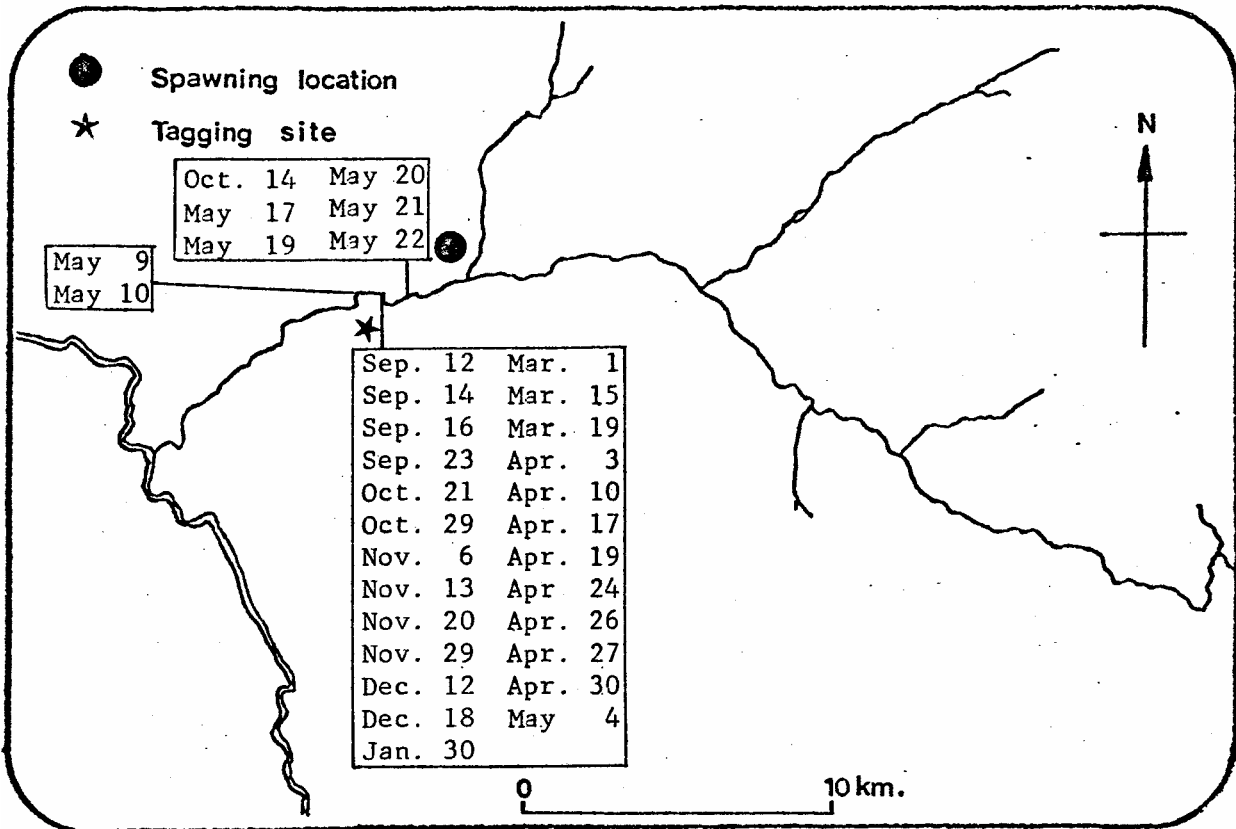 Spawning location
Tagging site
N
Oct. 14 May 20
May 17 May 21
May 19 May 22
May 9
May 10
Sep. 12 Mar. 1
Sep. 14 Mar. 15
Sep. 16 Mar. 19
Sep. 23 Apr. 3
Oct. 21 Apr. 10
Oct. 29 Apr. 17
Nov. 6 Apr. 19
Nov. 13 Apr 24
Nov. 20 Apr. 26
Nov. 29 Apr. 27
Dec. 12 Apr. 30
Dec. 18 May 4
Jan. 30
0 10 km.